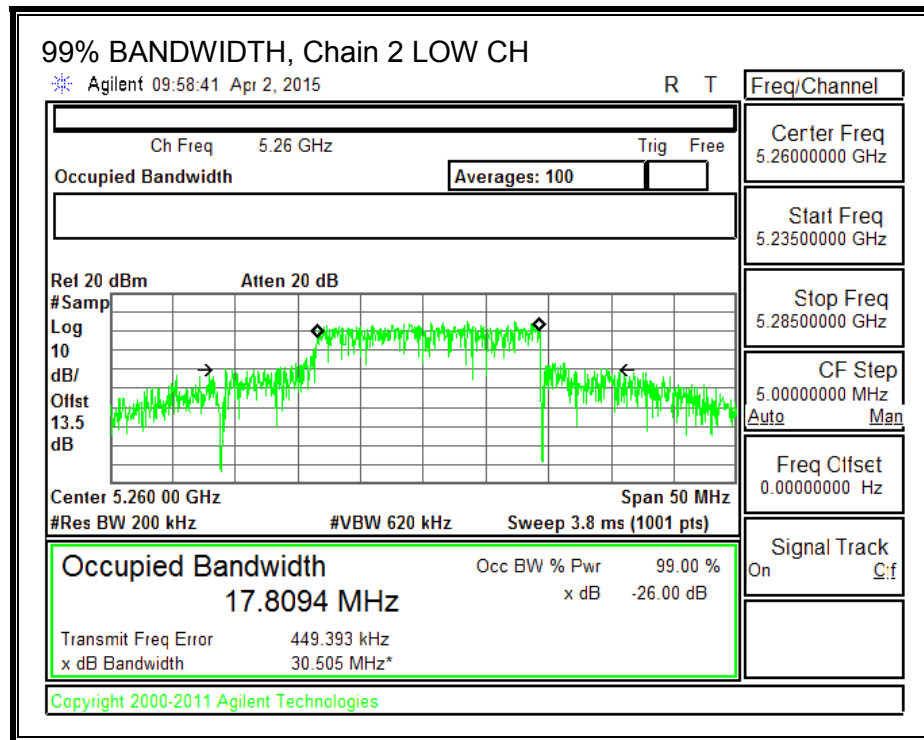 99% BANDWIDTH, Chain 2 LOW CH
Agilent 09:58:41 Apr 2, 2015 R T
Freq/Channel
Ch Freq 5.26 GHz Trig Free
Occupied Bandwidth Averages: 100
Center Freq
5.26000000 GHz
Start Freq
5.23500000 GHz
Stop Freq
5.28500000 GHz
CF Step
5.00000000 MHz
Auto Man
Freq Offset
0.00000000 Hz
Signal Track
On Off
Ref 20 dBm Atten 20 dB
#Samp
Log
10
dB/
Offst
13.5
dB
Center 5.260 00 GHz Span 50 MHz
#Res BW 200 kHz #VBW 620 kHz Sweep 3.8 ms (1001 pts)
Occupied Bandwidth
17.8094 MHz
Occ BW % Pwr 99.00 %
x dB -26.00 dB
Transmit Freq Error 449.393 kHz
x dB Bandwidth 30.505 MHz*
Copyright 2000-2011 Agilent Technologies